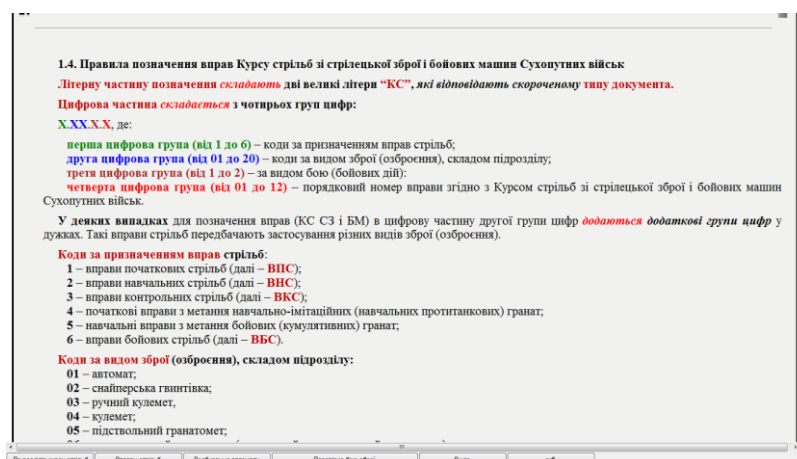 1.4. Правила позначення вправ Курсу стрільб зі стрілецької зброї і бойових машин Сухопутних військ
Літерну частину позначення складають дві великі літери “КС”, які відповідають скороченому типу документа.
Цифрова частина складається з чотирьох груп цифр:
Х.ХХ.Х.Х, де:
перша цифрова група (від 1 до 6) – коди за призначенням вправ стрільб;
друга цифрова група (від 01 до 20) – коди за видом зброї (озброєння), складом підрозділу;
третя цифрова група (від 1 до 2) – за видом бою (бойових дій):
четверта цифрова група (від 01 до 12) – порядковий номер вправи згідно з Курсом стрільб зі стрілецької зброї і бойових машин
Сухопутних військ.
У деяких випадках для позначення вправ (КС СЗ і БМ) в цифрову частину другої групи цифр додаються додаткові групи цифр у
дужках. Такі вправи стрільб передбачають застосування різних видів зброї (озброєння).
Коди за призначенням вправ стрільб:
1 – вправи початкових стрільб (далі – ВПС);
2 – вправи навчальних стрільб (далі – ВНС);
3 – вправи контрольних стрільб (далі – ВКС);
4 – початкові вправи з метання навчально-імітаційних (навчальних протитанкових) гранат;
5 – навчальні вправи з метання бойових (кумулятивних) гранат;
6 – вправи бойових стрільб (далі – ВБС).
Коди за видом зброї (озброєння), складом підрозділу:
01 – автомат;
02 – снайперська гвинтівка;
03 – ручний кулемет,
04 – кулемет;
05 – підствольний гранатомет;